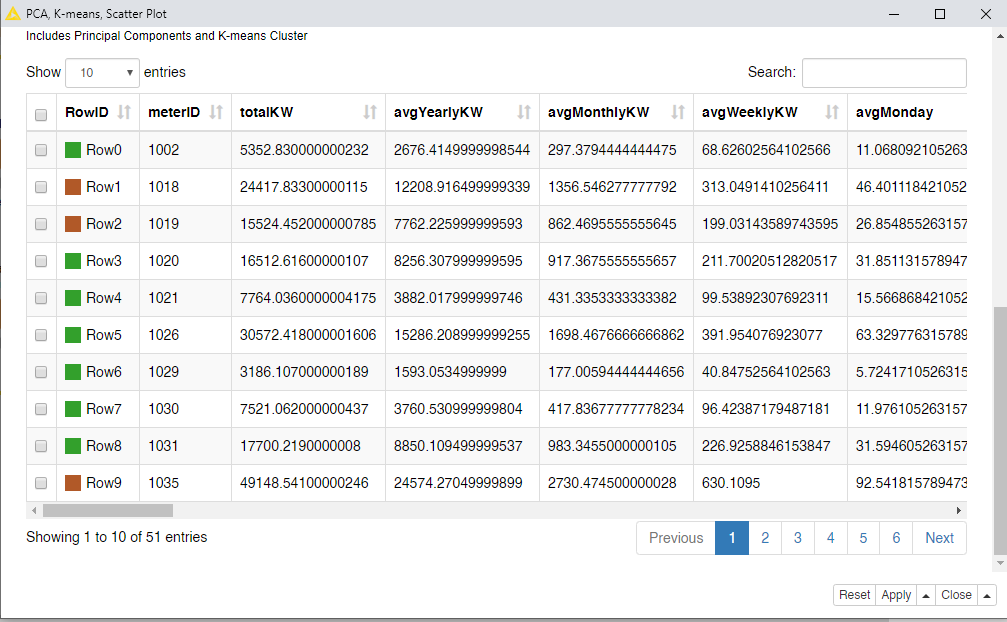 PCA, K-means, Scatter Plot
Includes Principal Components and K-means Cluster
Show 10 entries Search:
RowID meterID totalKW avgYearlyKW avgMonthlyKW avgWeeklyKW avgMonday
Row0 1002 5352.830000000232 2676.4149999998544 297.3794444444475 68.62602564102566 11.068092105263
Row1 1018 24417.83300000115 12208.916499999339 1356.546277777792 313.0491410256411 46.401118421052
Row2 1019 15524.452000000785 7762.225999999593 862.4695555555645 199.03143589743595 26.854855263157
Row3 1020 16512.61600000107 8256.307999999595 917.3675555555657 211.70020512820517 31.851131578947
Row4 1021 7764.0360000004175 3882.017999999746 431.3353333333382 99.53892307692311 15.566868421052
Row5 1026 30572.418000001606 15286.208999999255 1698.4676666666862 391.954076923077 63.329776315789
Row6 1029 3186.107000000189 1593.0534999999 177.00594444444656 40.84752564102563 5.7241710526315
Row7 1030 7521.062000000437 3760.530999999804 417.83677777778234 96.42387179487181 11.976105263157
Row8 1031 17700.2190000008 8850.109499999537 983.3455000000105 226.9258846153847 31.594605263157
Row9 1035 49148.54100000246 24574.27049999899 2730.474500000028 630.1095 92.541815789473
Showing 1 to 10 of 51 entries Previous 1 2 3 4 5 6 Next
Reset Apply Close